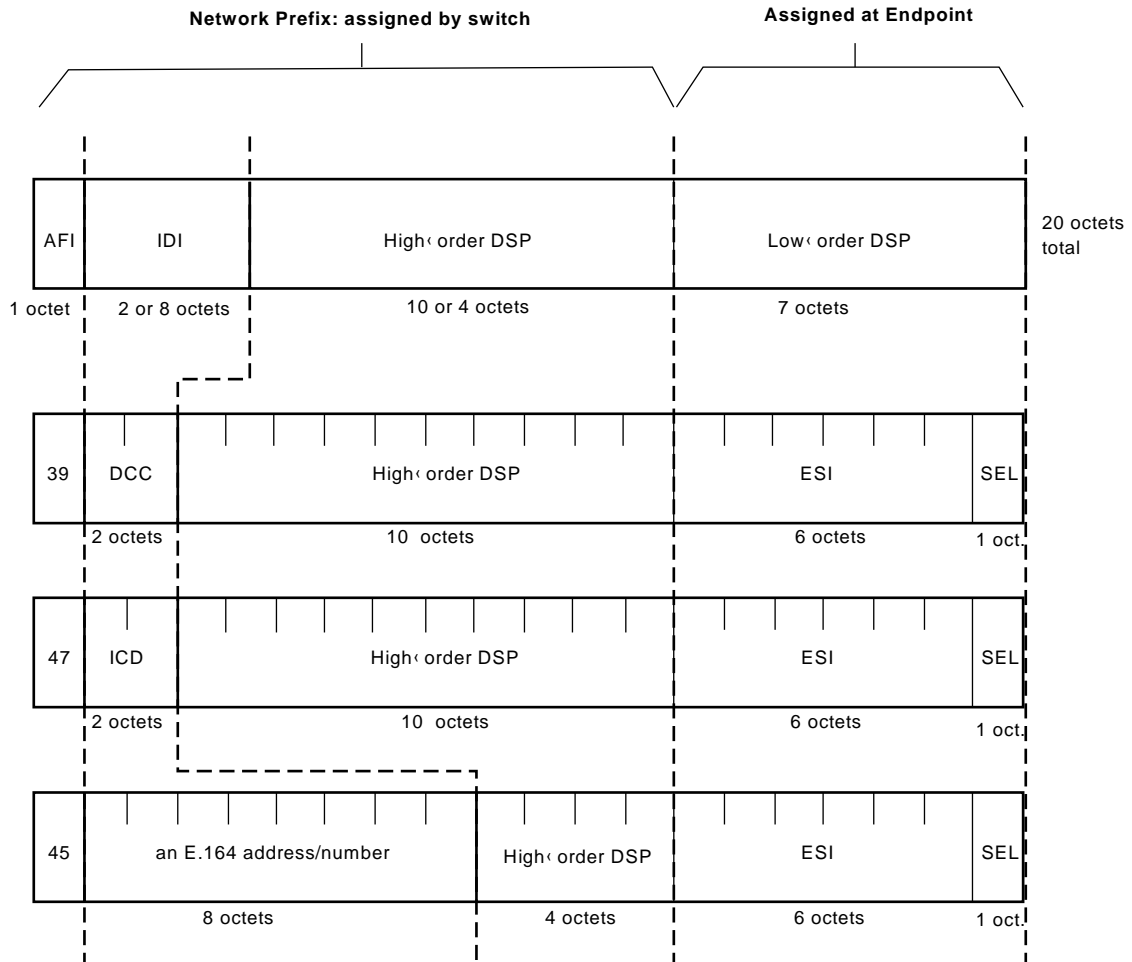 Network Prefix: assigned by switch
Assigned at Endpoint
AFI
IDI
High‹ order DSP
Low‹ order DSP
20 octets
total
1 octet
2 or 8 octets
10 or 4 octets
7 octets
39
DCC
High‹ order DSP
ESI
SEL
2 octets
10 octets
6 octets
1 oct.
47
ICD
High‹ order DSP
ESI
SEL
2 octets
10 octets
6 octets
1 oct.
45
an E.164 address/number
High‹ order DSP
ESI
SEL
8 octets
4 octets
6 octets
1 oct.